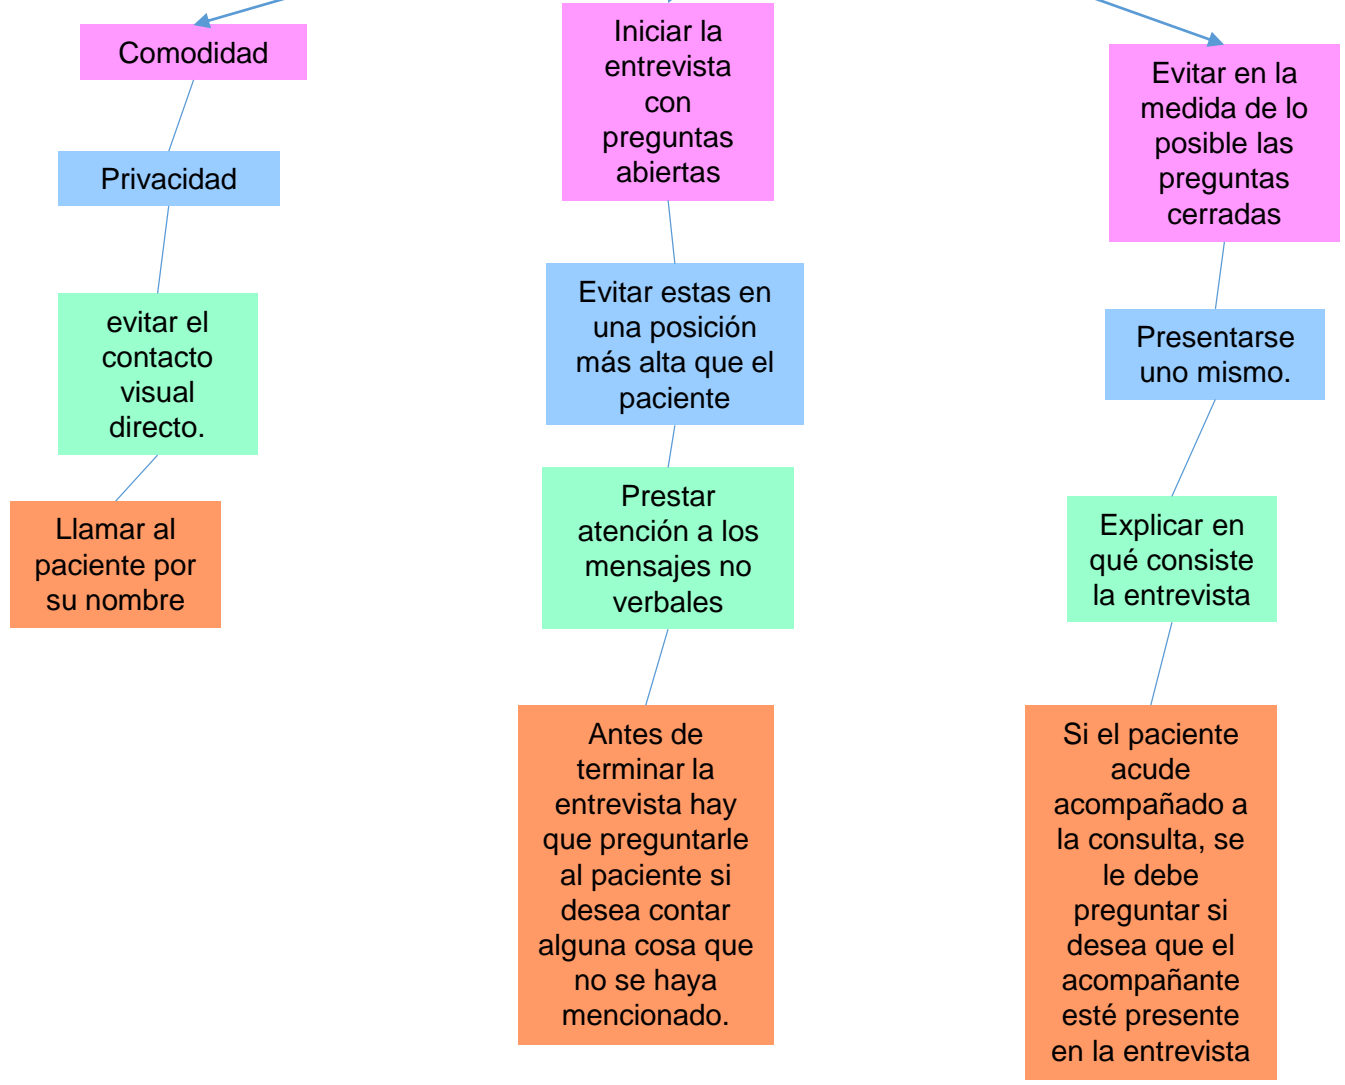 Comodidad
Privacidad
evitar el
contacto
visual
directo.
Llamar al
paciente por
su nombre
Iniciar la
entrevista
con
preguntas
abiertas
Evitar estas en
una posición
más alta que el
paciente
Prestar
atención a los
mensajes no
verbales
Antes de
terminar la
entrevista hay
que preguntarle
al paciente si
desea contar
alguna cosa que
no se haya
mencionado.
Evitar en la
medida de lo
posible las
preguntas
cerradas
Presentarse
uno mismo.
Explicar en
qué consiste
la entrevista
Si el paciente
acude
acompañado a
la consulta, se
le debe
preguntar si
desea que el
acompañante
esté presente
en la entrevista